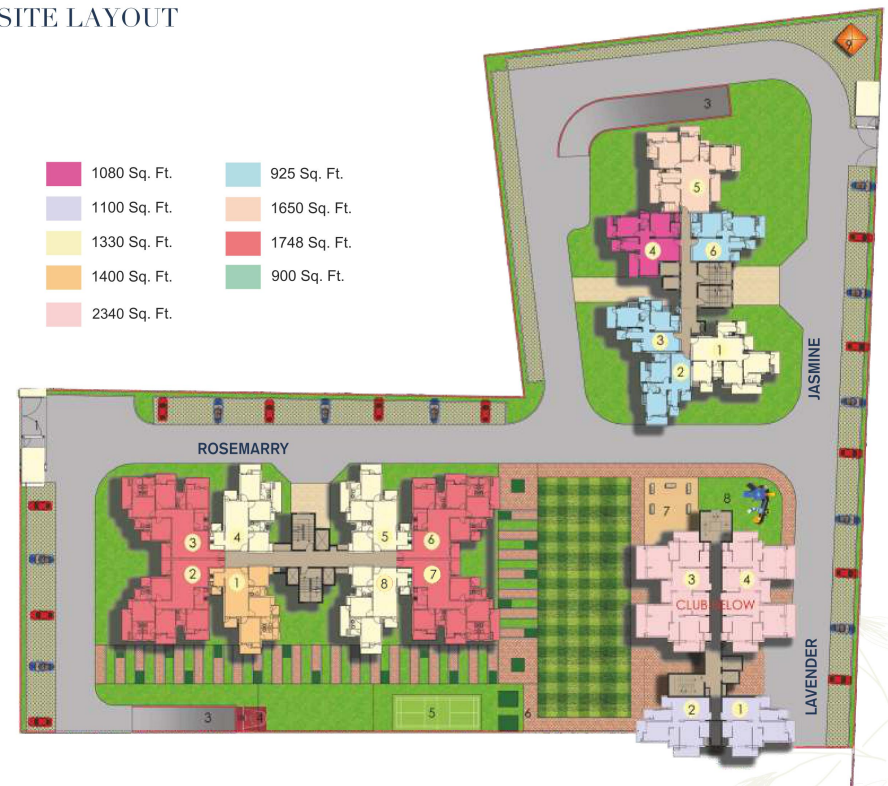 SITE LAYOUT
1080 Sq. Ft.
1100 Sq. Ft.
1330 Sq. Ft.
1400 Sq. Ft.
2340 Sq. Ft.
925 Sq. Ft.
1650 Sq. Ft.
1748 Sq. Ft.
900 Sq. Ft.
9
3
5
4
6
3
2
1
JASMINE
1
ROSEMARRY
3
4
5
6
2
1
8
7
3
4
5
6
7
8
3
4
CLUB BELOW
2
1
LAVENDER